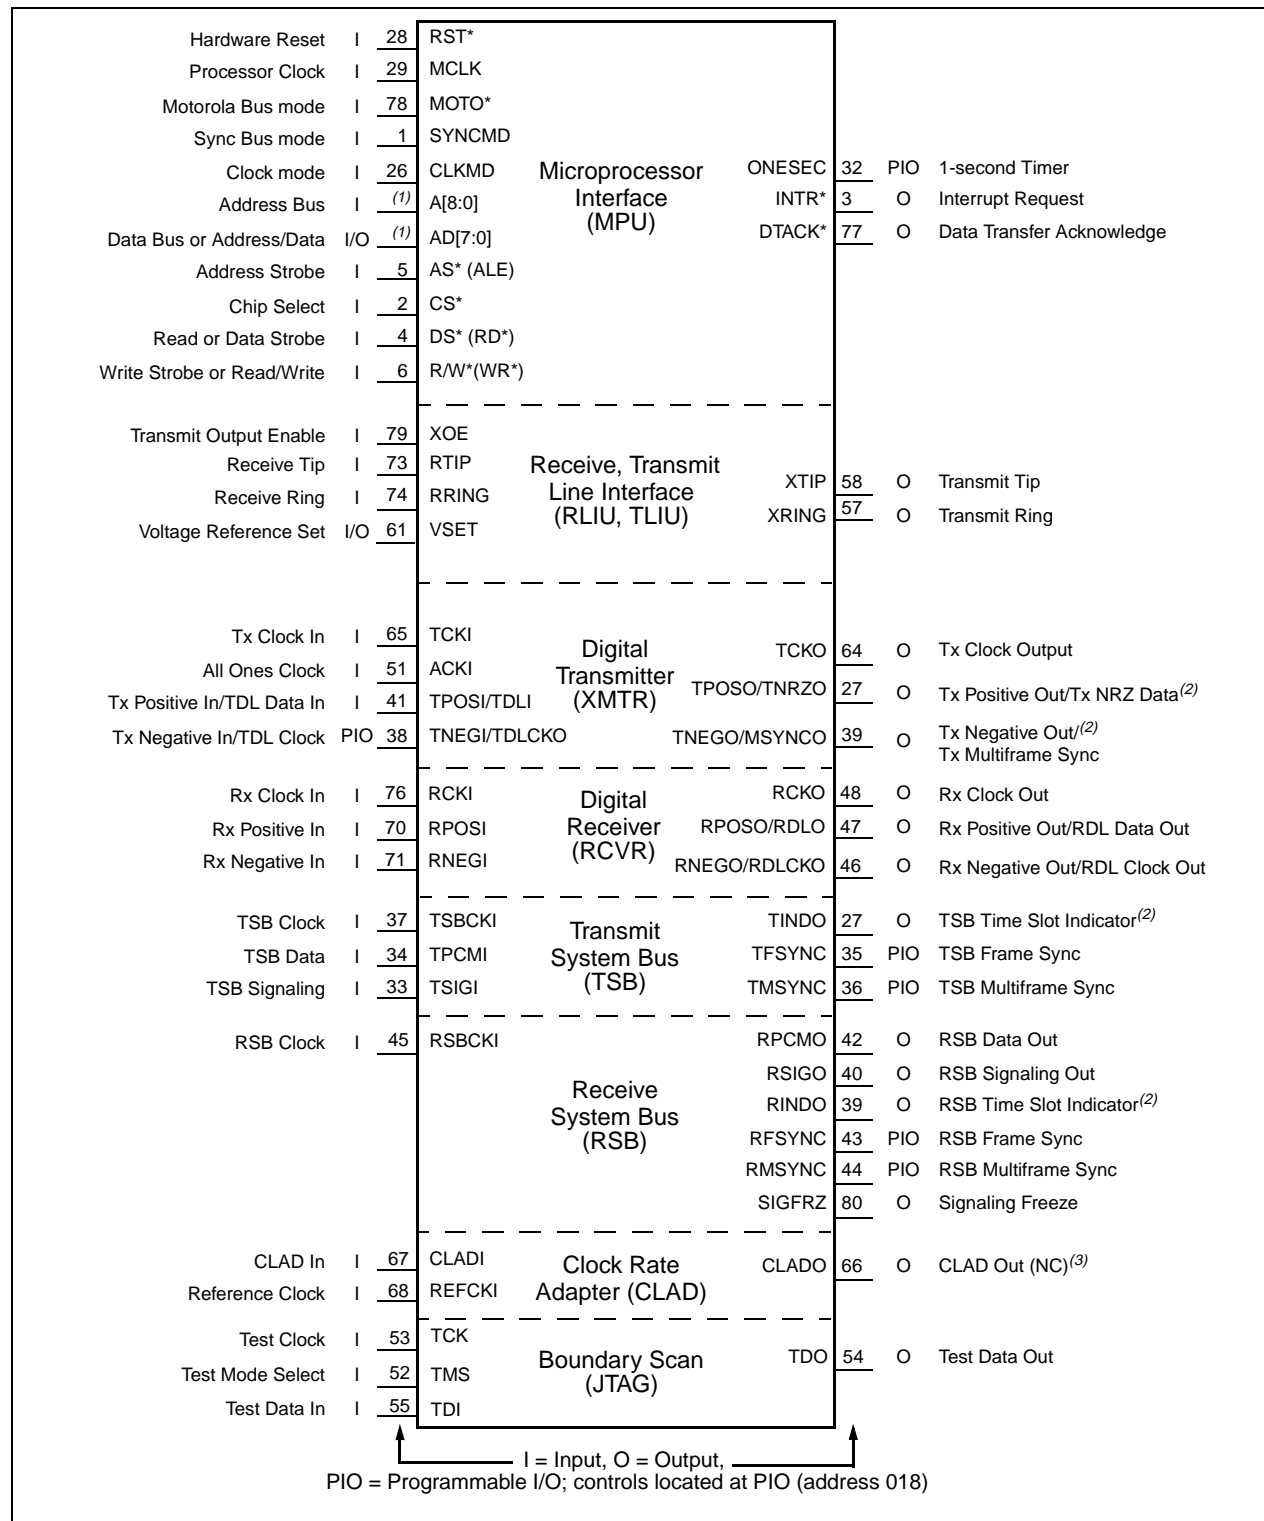 Hardware Reset I 28 RST*
Processor Clock I 29 MCLK
Motorola Bus mode I 78 MOTO*
Sync Bus mode I 1 SYNCMD
Clock mode I 26 CLKMD
Address Bus I (1) A[8:0]
Data Bus or Address/Data I/O (1) AD[7:0]
Address Strobe I 5 AS* (ALE)
Chip Select I 2 CS*
Read or Data Strobe I 4 DS* (RD*)
Write Strobe or Read/Write I 6 R/W*(WR*)
Microprocessor
Interface
(MPU)
ONESEC 32 PIO 1-second Timer
INTR* 3 O Interrupt Request
DTACK* 77 O Data Transfer Acknowledge
Transmit Output Enable I 79 XOE
Receive Tip I 73 RTIP
Receive Ring I 74 RRING
Voltage Reference Set I/O 61 VSET
Receive, Transmit
Line Interface
(RLIU, TLIU)
XTIP 58 O Transmit Tip
XRING 57 O Transmit Ring
Tx Clock In I 65 TCKI
All Ones Clock I 51 ACKI
Tx Positive In/TDL Data In I 41 TPOSI/TDLI
Tx Negative In/TDL Clock PIO 38 TNEGI/TDLCKO
Digital
Transmitter
(XMTR)
TCKO 64 O Tx Clock Output
TPOSO/TNRZO 27 O Tx Positive Out/Tx NRZ Data(2)
TNEGO/MSYNCO 39 O Tx Negative Out/(2)
Tx Multiframe Sync
Rx Clock In I 76 RCKI
Rx Positive In I 70 RPOSI
Rx Negative In I 71 RNEGI
Digital
Receiver
(RCVR)
RCKO 48 O Rx Clock Out
RPOSO/RDLO 47 O Rx Positive Out/RDL Data Out
RNEGO/RDLCKO 46 O Rx Negative Out/RDL Clock Out
TSB Clock I 37 TSBCKI
TSB Data I 34 TPCMI
TSB Signaling I 33 TSIGI
Transmit
System Bus
(TSB)
TINDO 27 O TSB Time Slot Indicator(2)
TFSYNC 35 PIO TSB Frame Sync
TMSYNC 36 PIO TSB Multiframe Sync
RSB Clock I 45 RSBCKI
Receive
System Bus
(RSB)
RPCMO 42 O RSB Data Out
RSIGO 40 O RSB Signaling Out
RINDO 39 O RSB Time Slot Indicator(2)
RFSYNC 43 PIO RSB Frame Sync
RMSYNC 44 PIO RSB Multiframe Sync
SIGFRZ 80 O Signaling Freeze
CLAD In I 67 CLADI
Reference Clock I 68 REFCKI
Clock Rate
Adapter (CLAD)
CLADO 66 O CLAD Out (NC)(3)
Test Clock I 53 TCK
Test Mode Select I 52 TMS
Test Data In I 55 TDI
Boundary Scan
(JTAG)
TDO 54 O Test Data Out
I = Input, O = Output,
PIO = Programmable I/O; controls located at PIO (address 018)